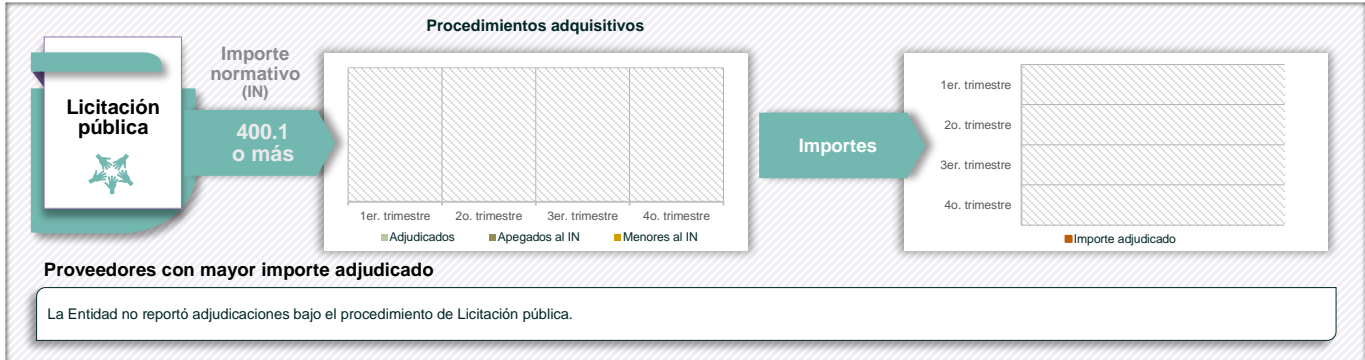 Procedimientos adquisitivos
Licitación
pública
Importe
normativo
(IN)
400.1
o más
1er. trimestre
2o. trimestre
3er. trimestre
4o. trimestre
Adjudicados
Apegados al IN
Menores al IN
Importes
1er. trimestre
2o. trimestre
3er. trimestre
4o. trimestre
Importe adjudicado
Proveedores con mayor importe adjudicado
La Entidad no reportó adjudicaciones bajo el procedimiento de Licitación pública.